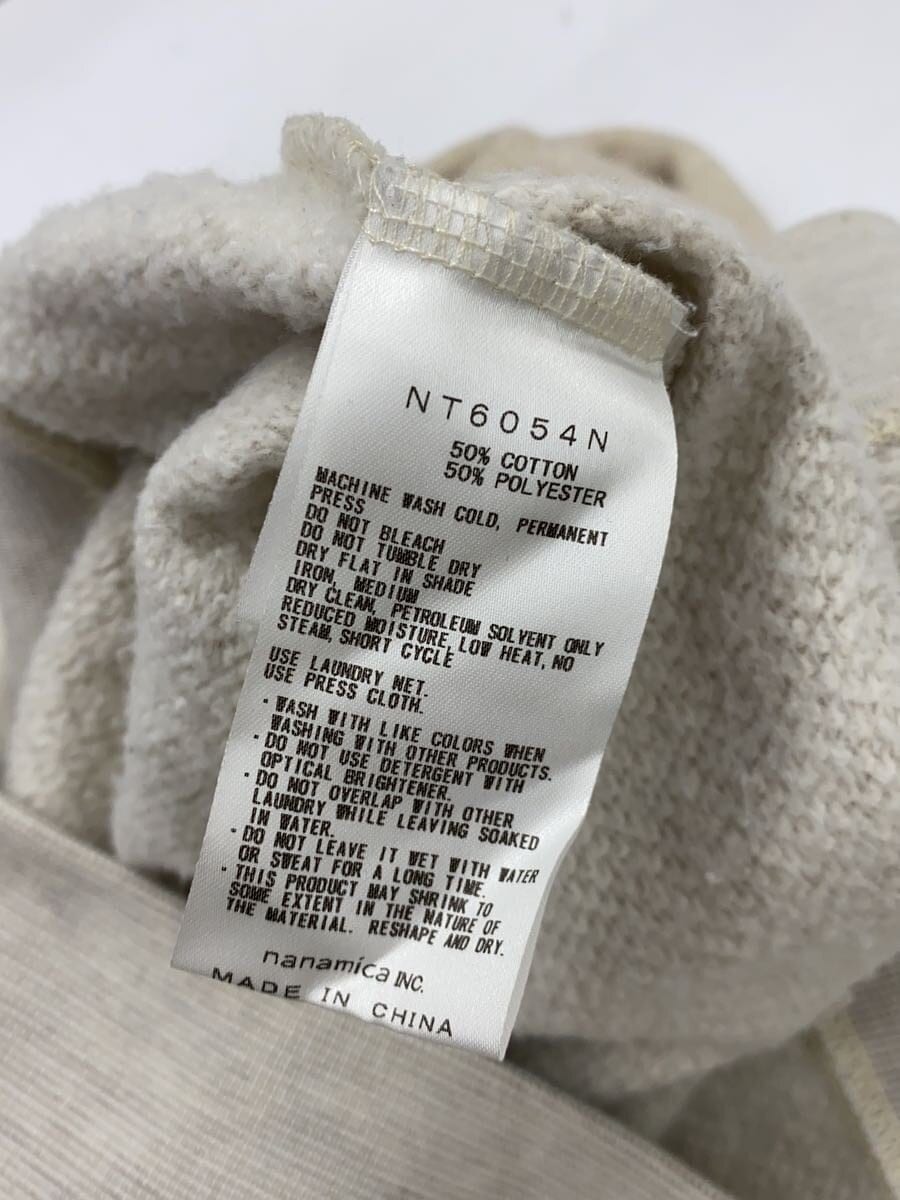 NT6054N
50% COTTON
50% POLYESTER
MACHINE WASH COLD, PERMANENT
PRESS
DO NOT BLEACH
DO NOT TUMBLE DRY
DRY FLAT IN SHADE
IRON, MEDIUM
DRY CLEAN, PETROLEUM SOLVENT ONLY
REDUCED MOISTURE, LOW HEAT, NO
STEAM, SHORT CYCLE
USE LAUNDRY NET.
USE PRESS CLOTH.
・WASH WITH LIKE COLORS WHEN
WASHING WITH OTHER PRODUCTS.
・DO NOT USE DETERGENT WITH
OPTICAL BRIGHTENER.
・DO NOT OVERLAP WITH OTHER
LAUNDRY WHILE LEAVING SOAKED
IN WATER.
・DO NOT LEAVE IT WET WITH WATER
OR SWEAT FOR A LONG TIME.
・THIS PRODUCT MAY SHRINK TO
SOME EXTENT IN THE NATURE OF
THE MATERIAL. RESHAPE AND DRY.
nanamica INC.
MADE IN CHINA